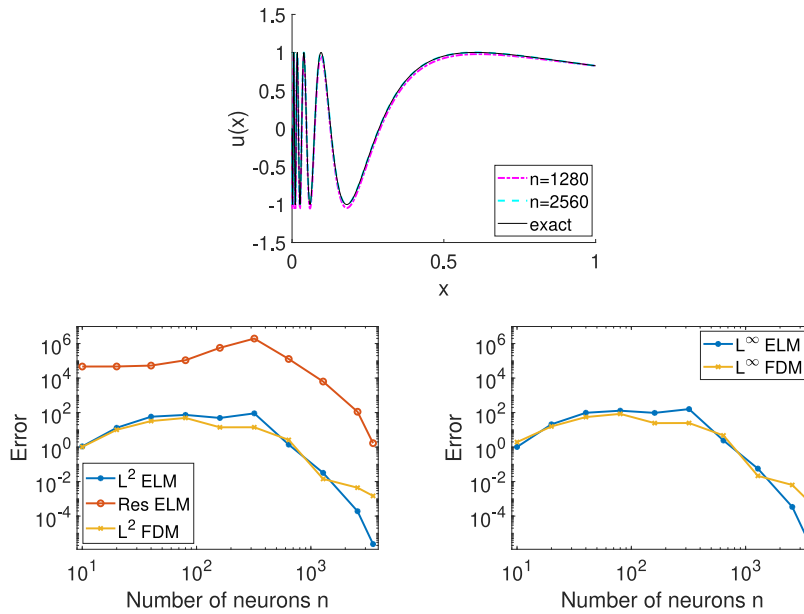 1.5
1
0.5
0
-0.5
-1
-1.5
u(x)
n=1280
n=2560
exact
0
0.5
1
x
10^6
10^4
10^2
10^0
10^-2
10^-4
Error
L^2 ELM
Res ELM
L^2 FDM
10^1
10^2
10^3
Number of neurons n
10^6
10^4
10^2
10^0
10^-2
10^-4
Error
L^∞ ELM
L^∞ FDM
10^1
10^2
10^3
Number of neurons n